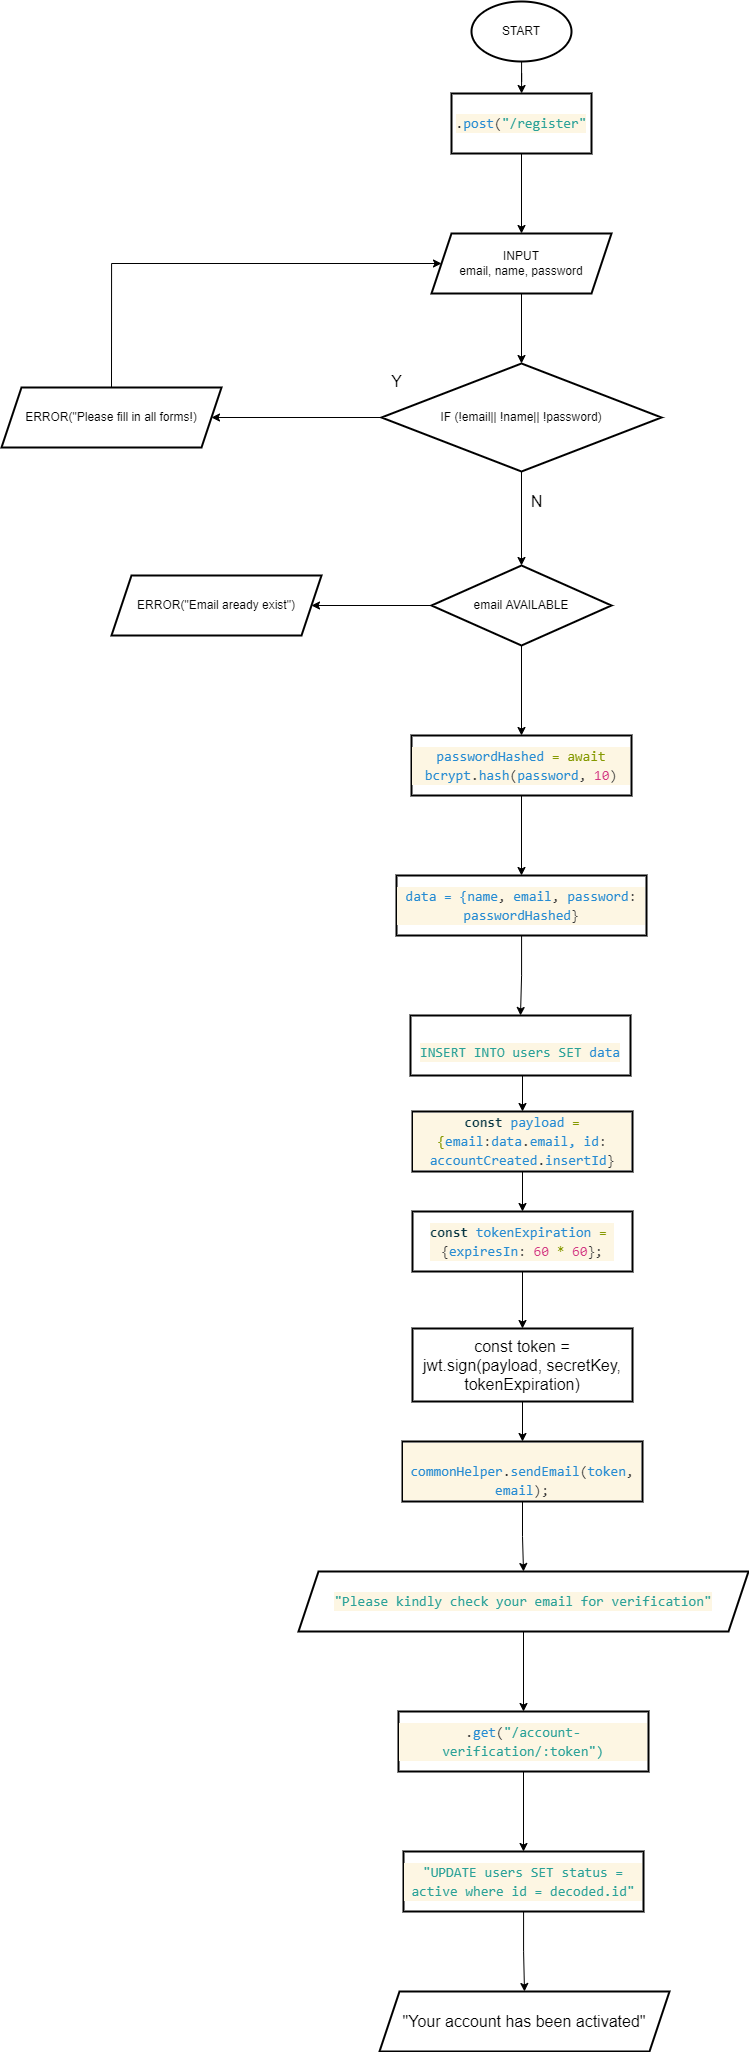 START
.post("/register"
INPUT
email, name, password
Y
ERROR("Please fill in all forms!)
IF (!email|| !name|| !password)
N
ERROR("Email aready exist")
email AVAILABLE
passwordHashed = await
bcrypt.hash(password, 10)
data = {name, email, password:
passwordHashed}
INSERT INTO users SET data
const payload =
{email:data.email, id:
accountCreated.insertId}
const tokenExpiration =
{expiresIn: 60 * 60};
const token =
jwt.sign(payload, secretKey,
tokenExpiration)
commonHelper.sendEmail(token,
email);
"Please kindly check your email for verification"
.get("/account-
verification/:token")
"UPDATE users SET status =
active where id = decoded.id"
"Your account has been activated"